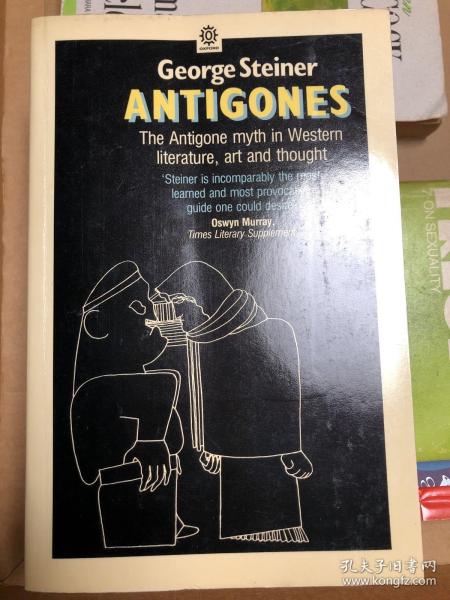 OXFORD
George Steiner
ANTIGONES
The Antigone myth in Western
literature, art and thought
'Steiner is incomparably the most
learned and most provocative
guide one could desire
Oswyn Murray,
Times Literary Supplement
7 ON SEXUALITY
孔夫子旧书网
www.kongfz.com